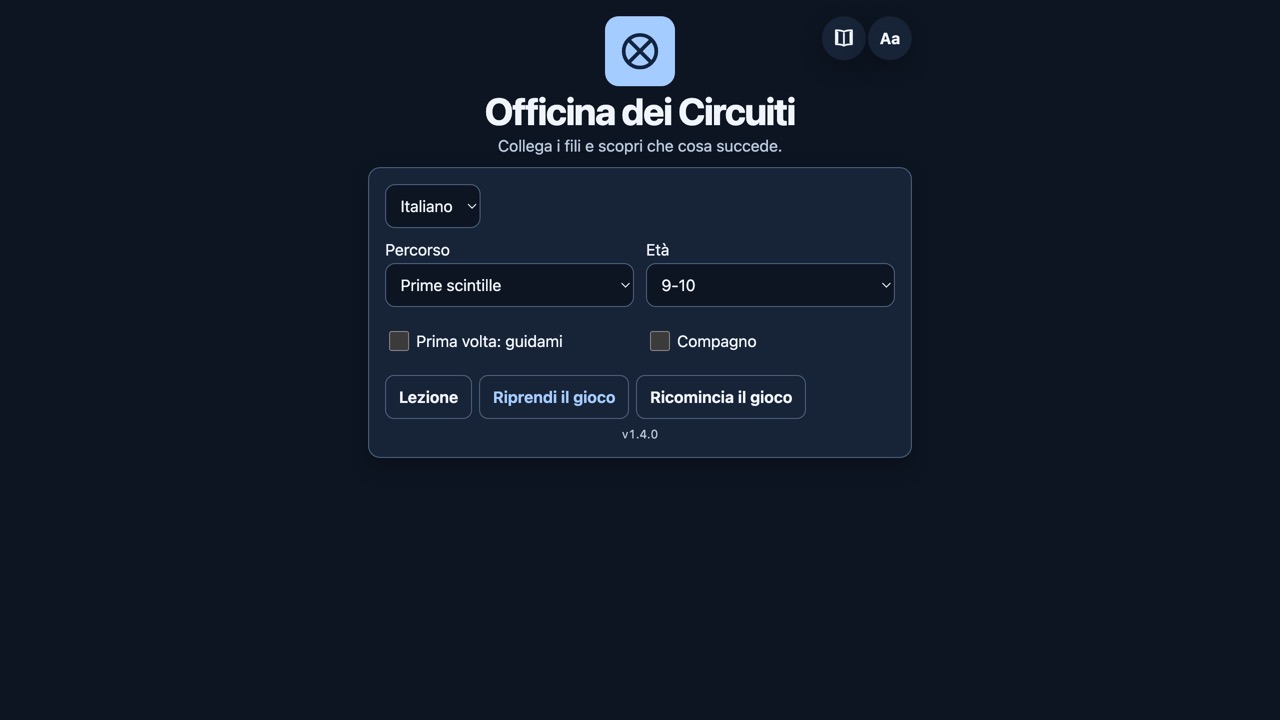 Aa
Officina dei Circuiti
Collega i fili e scopri che cosa succede.
Italiano
Percorso Età
Prime scintille 9-10
Prima volta: guidami Compagno
Lezione Riprendi il gioco Ricomincia il gioco
v1.4.0